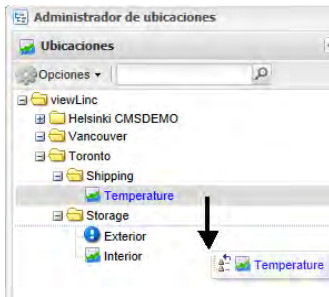 Administrador de ubicaciones
Ubicaciones
Opciones
viewLinc
Helsinki CMSDEMO
Vancouver
Toronto
Shipping
Temperature
Storage
Exterior
Interior
Temperature